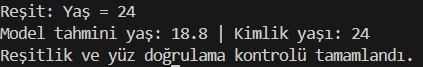 Reşit: Yaş = 24
Model tahmini yaş: 18.8 | Kimlik yaşı: 24
Reşitlik ve yüz doğrulama kontrolü tamamlandı.